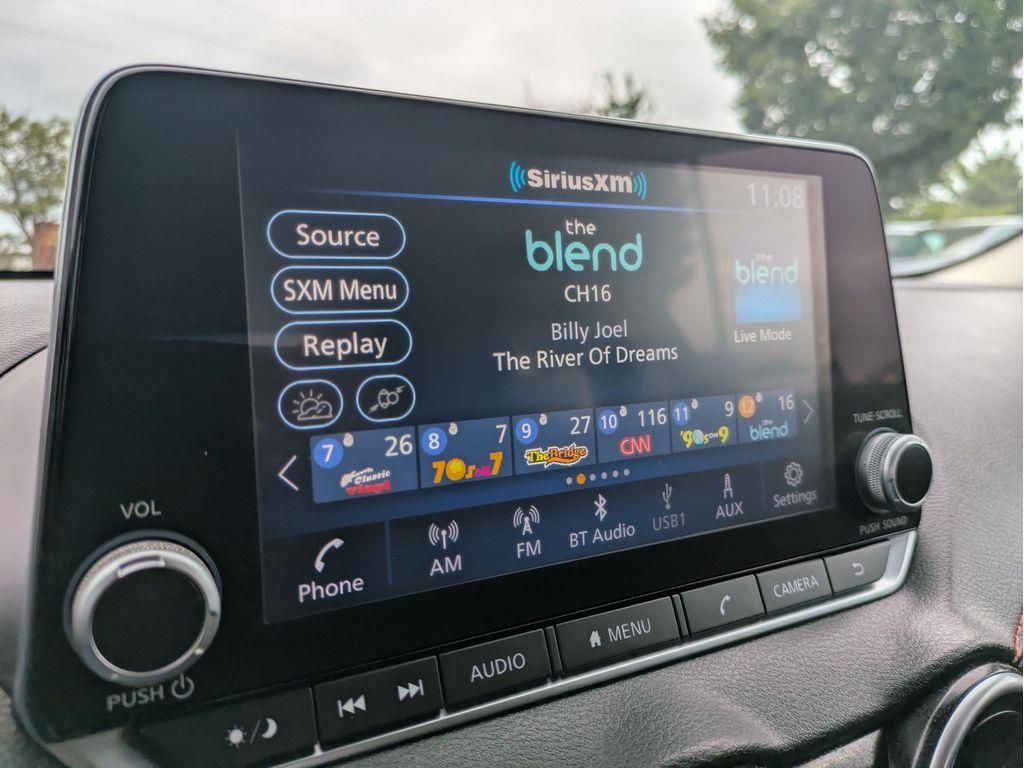 SiriusXM
11:08
Source
the
blend
CH16
SXM Menu
the
blend
Replay
Billy Joel
The River Of Dreams
Live Mode
7 26
Classic
vinyl
8 7
70s on 7
9 27
The Bridge
10 116
CNN
11 9
'90s on 9
12 16
the
blend
Phone
AM
FM
BT Audio
USB1
AUX
Settings
VOL
PUSH
TUNE·SCROLL
PUSH SOUND
AUDIO
MENU
CAMERA